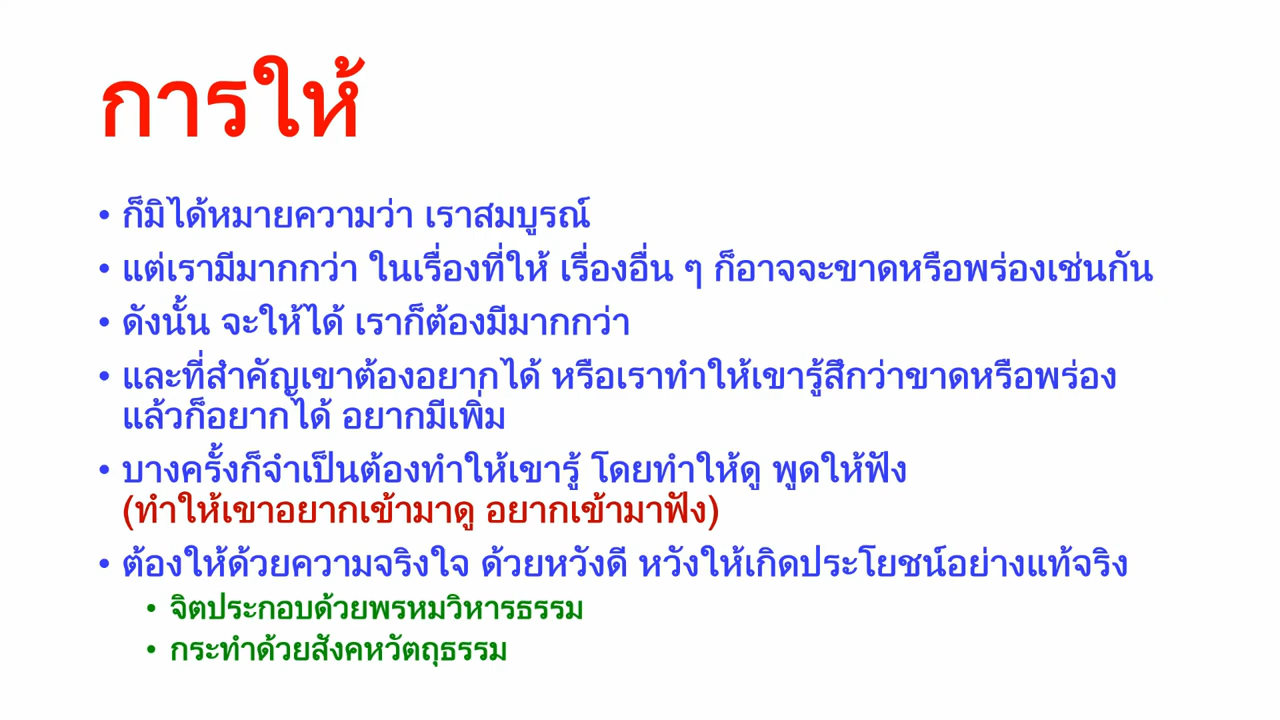 การให้
• ก็มิได้หมายความว่า เราสมบูรณ์
• แต่เรามีมากกว่า ในเรื่องที่ให้ เรื่องอื่น ๆ ก็อาจจะขาดหรือพร่องเช่นกัน
• ดังนั้น จะให้ได้ เราก็ต้องมีมากกว่า
• และที่สำคัญเขาต้องอยากได้ หรือเราทำให้เขารู้สึกว่าขาดหรือพร่อง
แล้วก็อยากได้ อยากมีเพิ่ม
• บางครั้งก็จำเป็นต้องทำให้เขารู้ โดยทำให้ดู พูดให้ฟัง
(ทำให้เขาอยากเข้ามาดู อยากเข้ามาฟัง)
• ต้องให้ด้วยความจริงใจ ด้วยหวังดี หวังให้เกิดประโยชน์อย่างแท้จริง
• จิตประกอบด้วยพรหมวิหารธรรม
• กระทำด้วยสังคหวัตถุธรรม